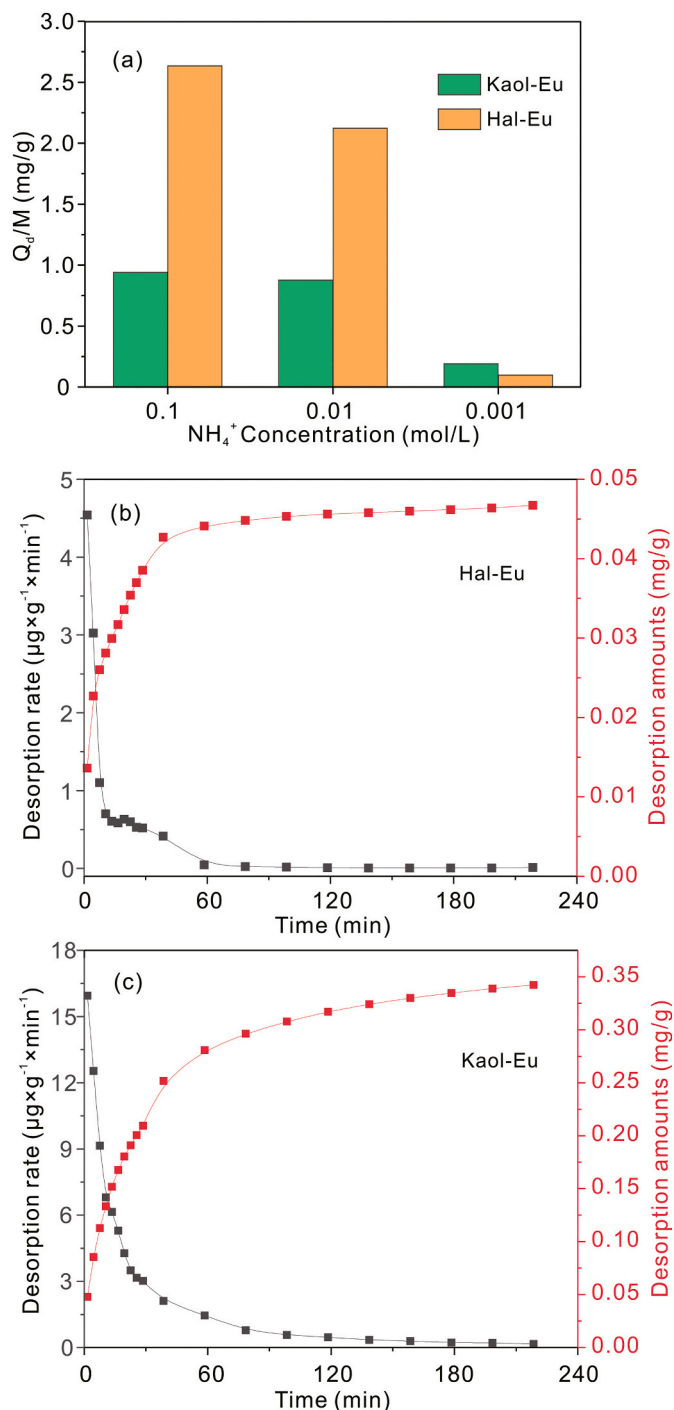 (a)
Kaol-Eu
Hal-Eu
Q_d/M (mg/g)
3.0
2.5
2.0
1.5
1.0
0.5
0
0.1 0.01 0.001
NH₄⁺ Concentration (mol/L)
(b)
Hal-Eu
Desorption rate (μg×g⁻¹×min⁻¹)
5
4
3
2
1
0
Desorption amounts (mg/g)
0.05
0.04
0.03
0.02
0.01
0.00
0 60 120 180 240
Time (min)
(c)
Kaol-Eu
Desorption rate (μg×g⁻¹×min⁻¹)
18
15
12
9
6
3
0
Desorption amounts (mg/g)
0.35
0.30
0.25
0.20
0.15
0.10
0.05
0.00
0 60 120 180 240
Time (min)